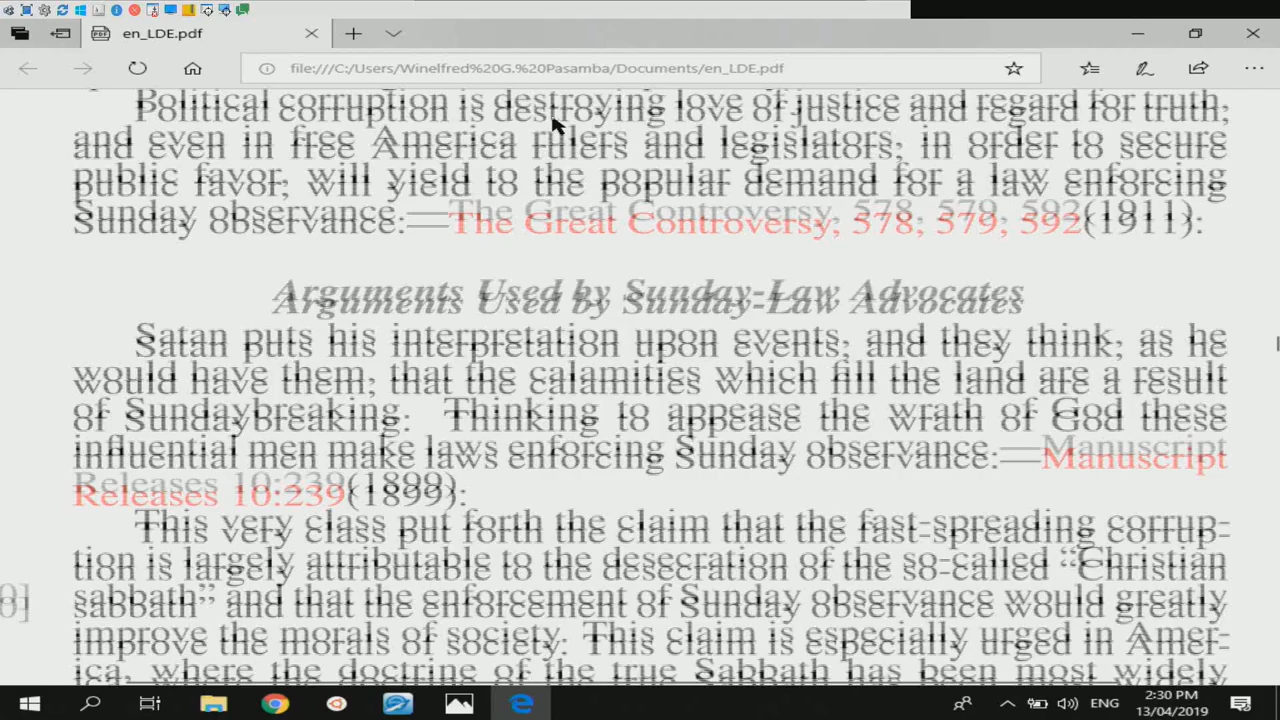 en_LDE.pdf
file:///C:/Users/Winelfred%20G.%20Pasamba/Documents/en_LDE.pdf
Political corruption is destroying love of justice and regard for truth,
and even in free America rulers and legislators, in order to secure
public favor, will yield to the popular demand for a law enforcing
Sunday observance.—The Great Controversy, 578, 579, 592(1911).
Arguments Used by Sunday-Law Advocates
Satan puts his interpretation upon events, and they think, as he
would have them, that the calamities which fill the land are a result
of Sundaybreaking. Thinking to appease the wrath of God these
influential men make laws enforcing Sunday observance.—Manuscript
Releases 10:239(1899).
This very class put forth the claim that the fast-spreading corrup-
tion is largely attributable to the desecration of the so-called “Christian
sabbath” and that the enforcement of Sunday observance would greatly
improve the morals of society. This claim is especially urged in Amer-
ica, where the doctrine of the true Sabbath has been most widely
ENG
2:30 PM
13/04/2019